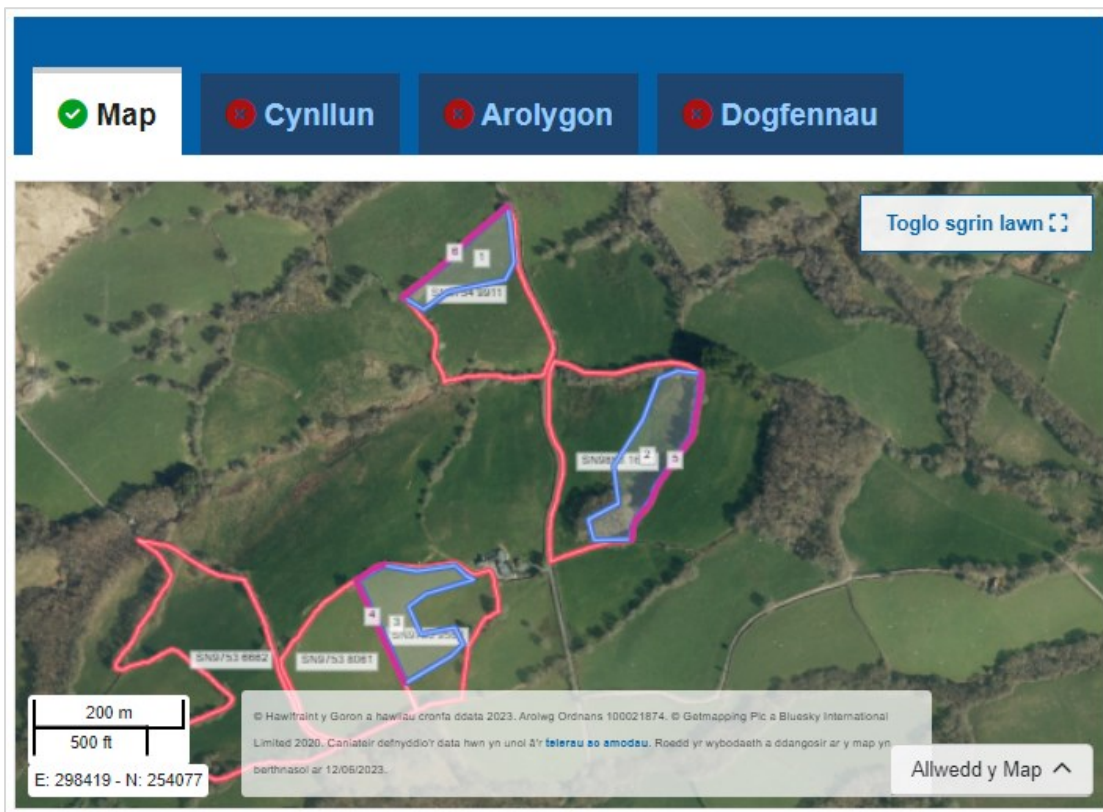 Map
Cynllun
Arolygon
Dogfennau
Toglo sgrin lawn
6
1
2
5
4
3
SN9753 6662
SN9753 8061
200 m
500 ft
E: 298419 - N: 254077
© Hawlfraint y Goron a hawliau cronfa ddata 2023. Arolwg Ordnans 100021874. © Getmapping Plc a Bluesky International
Limited 2020. Caniateir defnyddio'r data hwn yn unol â'r telerau ac amodau. Roedd yr wybodaeth a ddangosir ar y map yn
berthnasol ar 12/06/2023.
Allwedd y Map